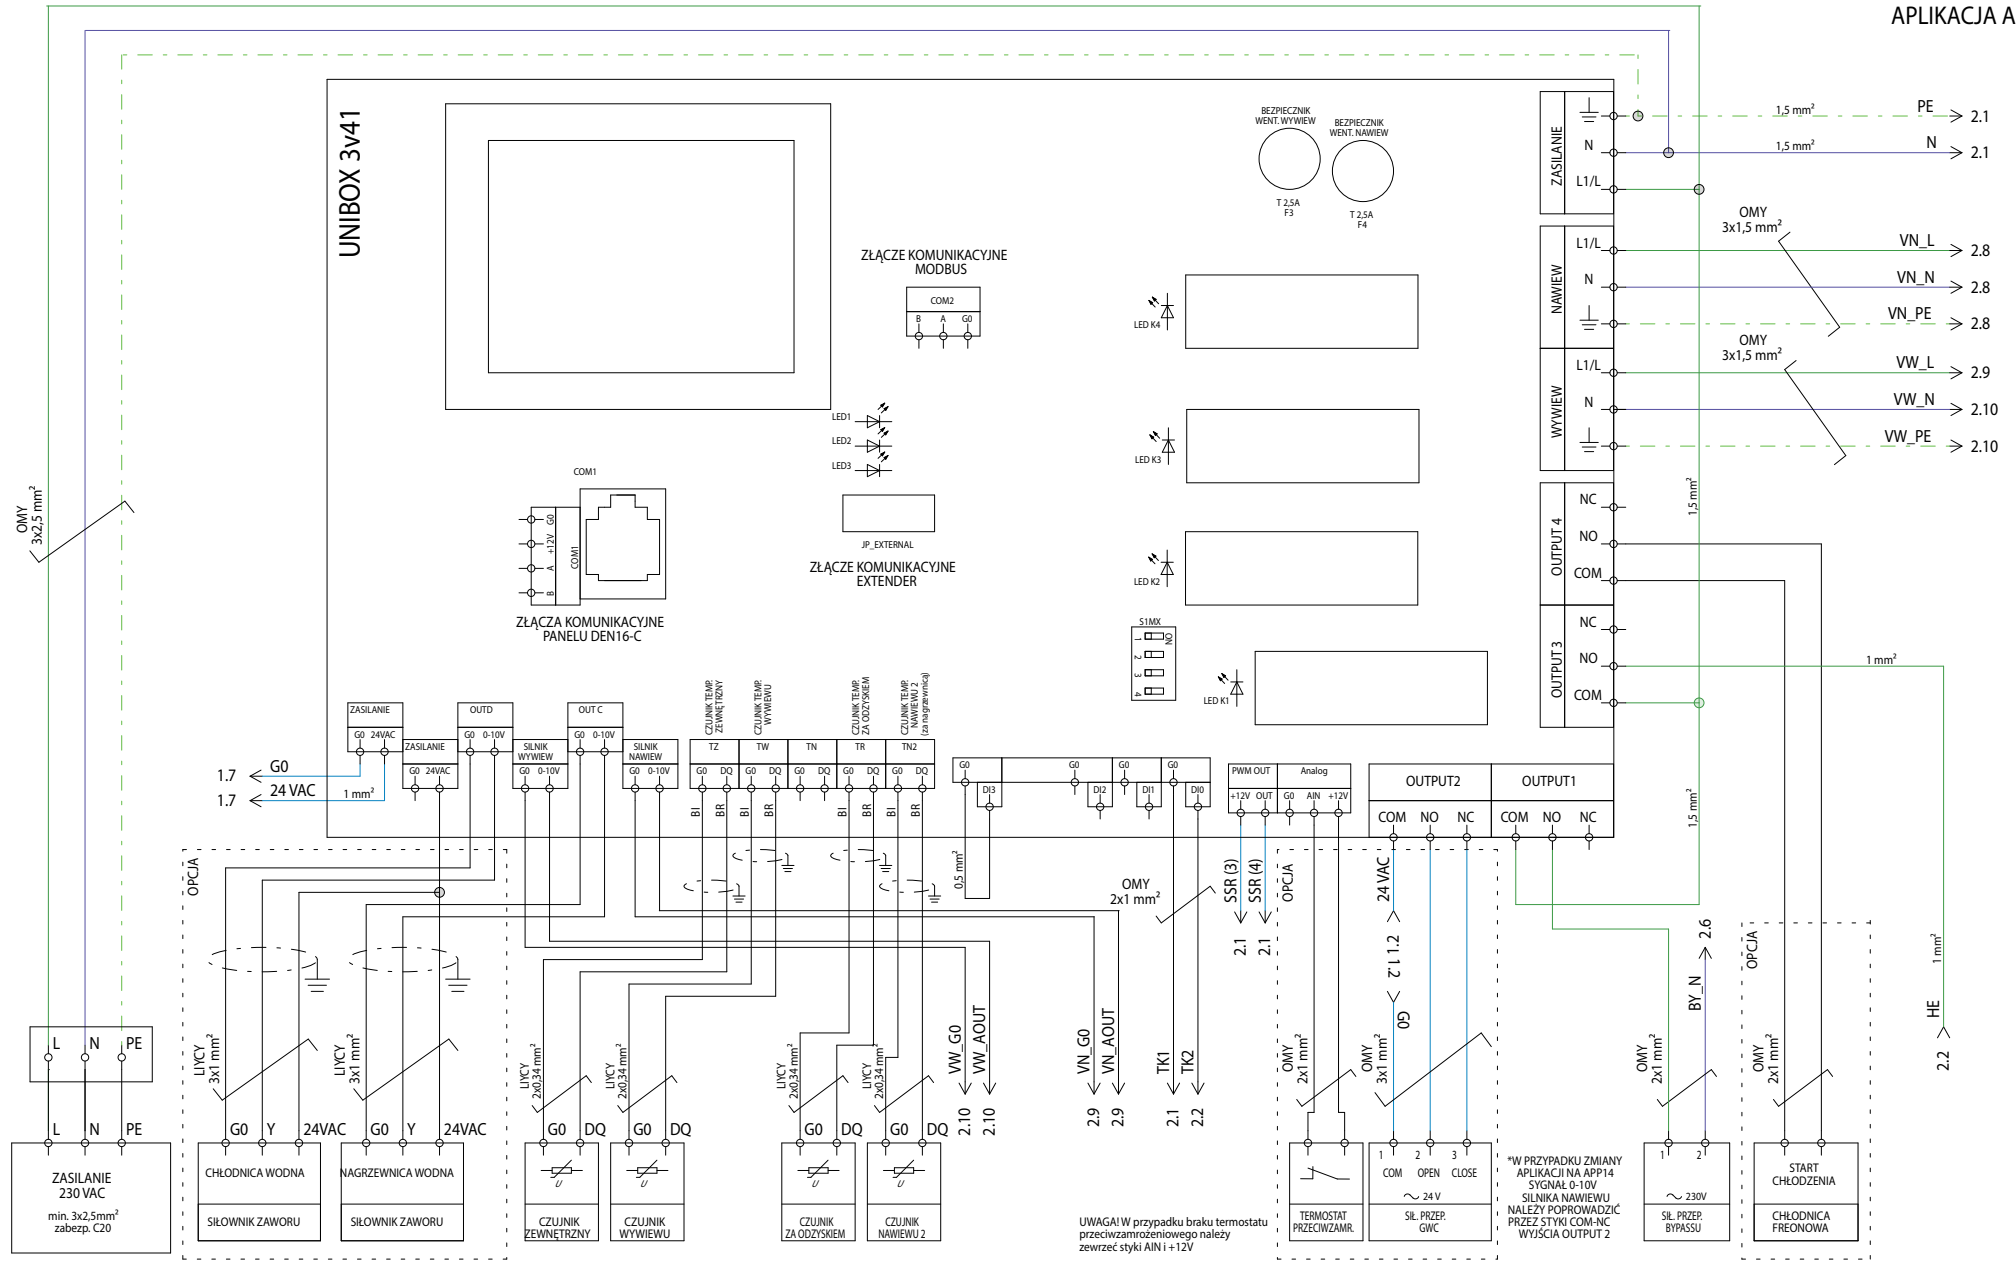 APLIKACJA A
UNIBOX 3v41
BEZPIECZNIK
WENT. WYWIEW
T 2,5A
F3
BEZPIECZNIK
WENT. NAWIEW
T 2,5A
F4
ZŁĄCZE KOMUNIKACYJNE
MODBUS
COM2
B A G0
LED K4
LED K3
LED K2
LED K1
LED1
LED2
LED3
JP_EXTERNAL
ZŁĄCZE KOMUNIKACYJNE
EXTENDER
COM1
G0
+12V
A
B
COM1
ZŁĄCZA KOMUNIKACYJNE
PANELU DEN16-C
S1MX
ON
1
2
3
4
ZASILANIE
N
L1/L
1,5 mm² PE 2.1
1,5 mm² N 2.1
NAWIEW
L1/L
N
OMY
3x1,5 mm²
VN_L 2.8
VN_N 2.8
VN_PE 2.8
WYWIEW
L1/L
N
OMY
3x1,5 mm²
VW_L 2.9
VW_N 2.10
VW_PE 2.10
OUTPUT 4
NC
NO
COM
1,5 mm²
OUTPUT 3
NC
NO
COM
1 mm²
1,5 mm²
OMY
3x2,5 mm²
ZASILANIE
G0 24VAC
ZASILANIE
G0 24VAC
OUTD
G0 0-10V
SILNIK
WYWIEW
G0 0-10V
OUT C
G0 0-10V
SILNIK
NAWIEW
G0 0-10V
CZUJNIK TEMP.
ZEWNĘTRZNY
TZ
G0 DQ
CZUJNIK TEMP.
WYWIEWU
TW
G0 DQ
TN
G0 DQ
CZUJNIK TEMP.
ZA ODZYSKIEM
TR
G0 DQ
CZUJNIK TEMP.
NAWIEWU 2
(za nagrzewnicą)
TN2
G0 DQ
G0
DI3
G0
DI2
G0
DI1
G0
DI0
PWM OUT
+12V OUT
Analog
G0 AIN +12V
OUTPUT2
COM NO NC
OUTPUT1
COM NO NC
1.7 G0
1.7 24 VAC 1 mm²
BI BR BI BR BI BR
0,5 mm²
OMY
2x1 mm²
SSR (3)
2.1
SSR (4)
2.1
OPCJA
24 VAC
1.2
1.2
G0
BY_N
2.6
OPCJA
1 mm²
HE
2.2
OPCJA
LIYCY
3x1 mm²
LIYCY
3x1 mm²
LIYCY
2x0,34 mm²
LIYCY
2x0,34 mm²
LIYCY
2x0,34 mm²
LIYCY
2x0,34 mm²
VW_G0
2.10
VW_AOUT
2.10
VN_G0
2.9
VN_AOUT
2.9
TK1
2.1
TK2
2.2
OMY
2x1 mm²
OMY
3x1 mm²
OMY
2x1 mm²
OMY
2x1 mm²
L N PE
L N PE
ZASILANIE
230 VAC
min. 3x2,5mm²
zabezp. C20
G0 Y 24VAC
CHŁODNICA WODNA
SIŁOWNIK ZAWORU
G0 Y 24VAC
NAGRZEWNICA WODNA
SIŁOWNIK ZAWORU
G0 DQ
U
CZUJNIK
ZEWNĘTRZNY
G0 DQ
U
CZUJNIK
WYWIEWU
G0 DQ
U
CZUJNIK
ZA ODZYSKIEM
G0 DQ
U
CZUJNIK
NAWIEWU 2
UWAGA! W przypadku braku termostatu
przeciwzamrożeniowego należy
zewrzeć styki AIN i +12V
TERMOSTAT
PRZECIWZAMR.
1 2 3
COM OPEN CLOSE
24 V
SIŁ. PRZEP.
GWC
*W PRZYPADKU ZMIANY
APLIKACJI NA APP14
SYGNAŁ 0-10V
SILNIKA NAWIEWU
NALEŻY POPROWADZIĆ
PRZEZ STYKI COM-NC
WYJŚCIA OUTPUT 2
1 2
230V
SIŁ. PRZEP.
BYPASSU
START
CHŁODZENIA
CHŁODNICA
FREONOWA